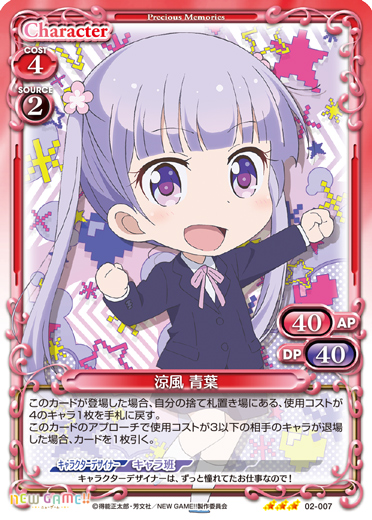 Precious Memories
Character
COST
4
SOURCE
2
40 AP
DP 40
涼風 青葉
このカードが登場した場合、自分の捨て札置き場にある、使用コストが
4のキャラ1枚を手札に戻す。
このカードのアプローチで使用コストが3以下の相手のキャラが退場
した場合、カードを1枚引く。
キャラクターデザイナー キャラ班
キャラクターデザイナーは、ずっと憧れてたお仕事なので！
NEW GAME!!
©得能正太郎・芳文社／NEW GAME!!製作委員会
★★★ 02-007